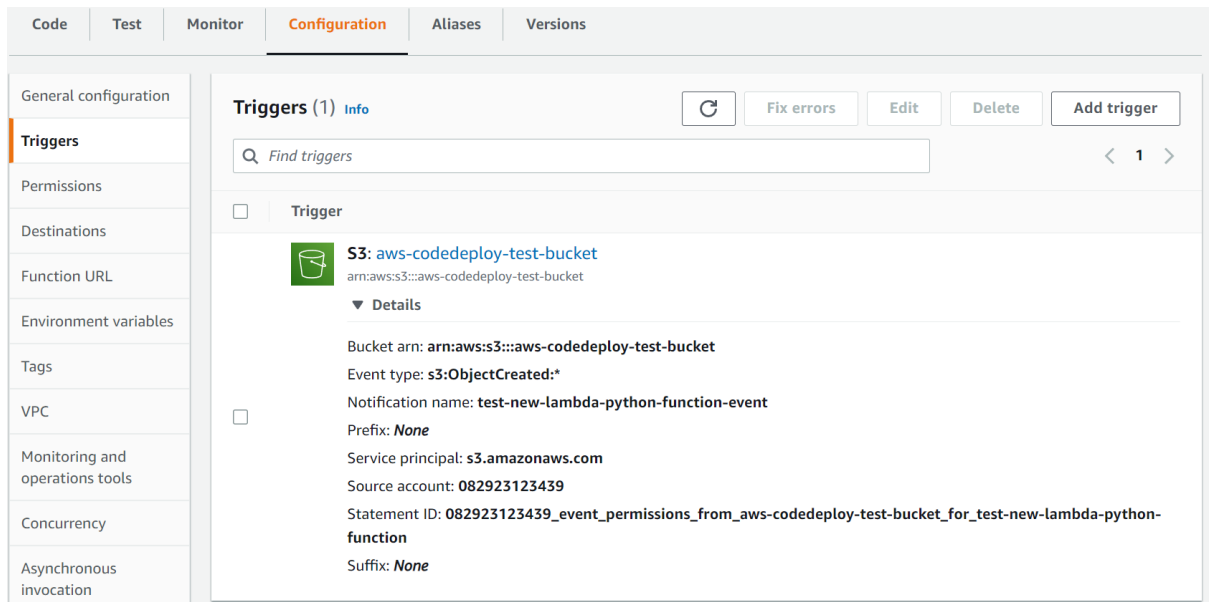 Code Test Monitor Configuration Aliases Versions
General configuration
Triggers
Permissions
Destinations
Function URL
Environment variables
Tags
VPC
Monitoring and
operations tools
Concurrency
Asynchronous
invocation
Triggers (1) Info
Fix errors Edit Delete Add trigger
Find triggers
1
Trigger
S3: aws-codedeploy-test-bucket
arn:aws:s3:::aws-codedeploy-test-bucket
Details
Bucket arn: arn:aws:s3:::aws-codedeploy-test-bucket
Event type: s3:ObjectCreated:*
Notification name: test-new-lambda-python-function-event
Prefix: None
Service principal: s3.amazonaws.com
Source account: 082923123439
Statement ID: 082923123439_event_permissions_from_aws-codedeploy-test-bucket_for_test-new-lambda-python-
function
Suffix: None